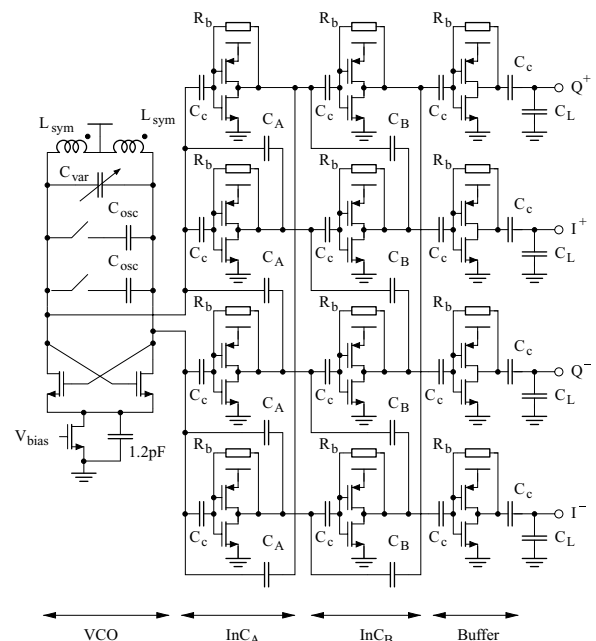 R_b R_b R_b
C_c C_c C_c C_c Q^+
L_sym L_sym
C_A C_B C_L
C_var
R_b R_b R_b
C_osc
C_c C_c C_c C_c I^+
C_osc
C_A C_B C_L
R_b R_b R_b
C_c C_c C_c C_c Q^−
C_A C_B C_L
V_bias
1.2pF
R_b R_b R_b
C_c C_c C_c C_c I^−
C_A C_B C_L
VCO InC_A InC_B Buffer